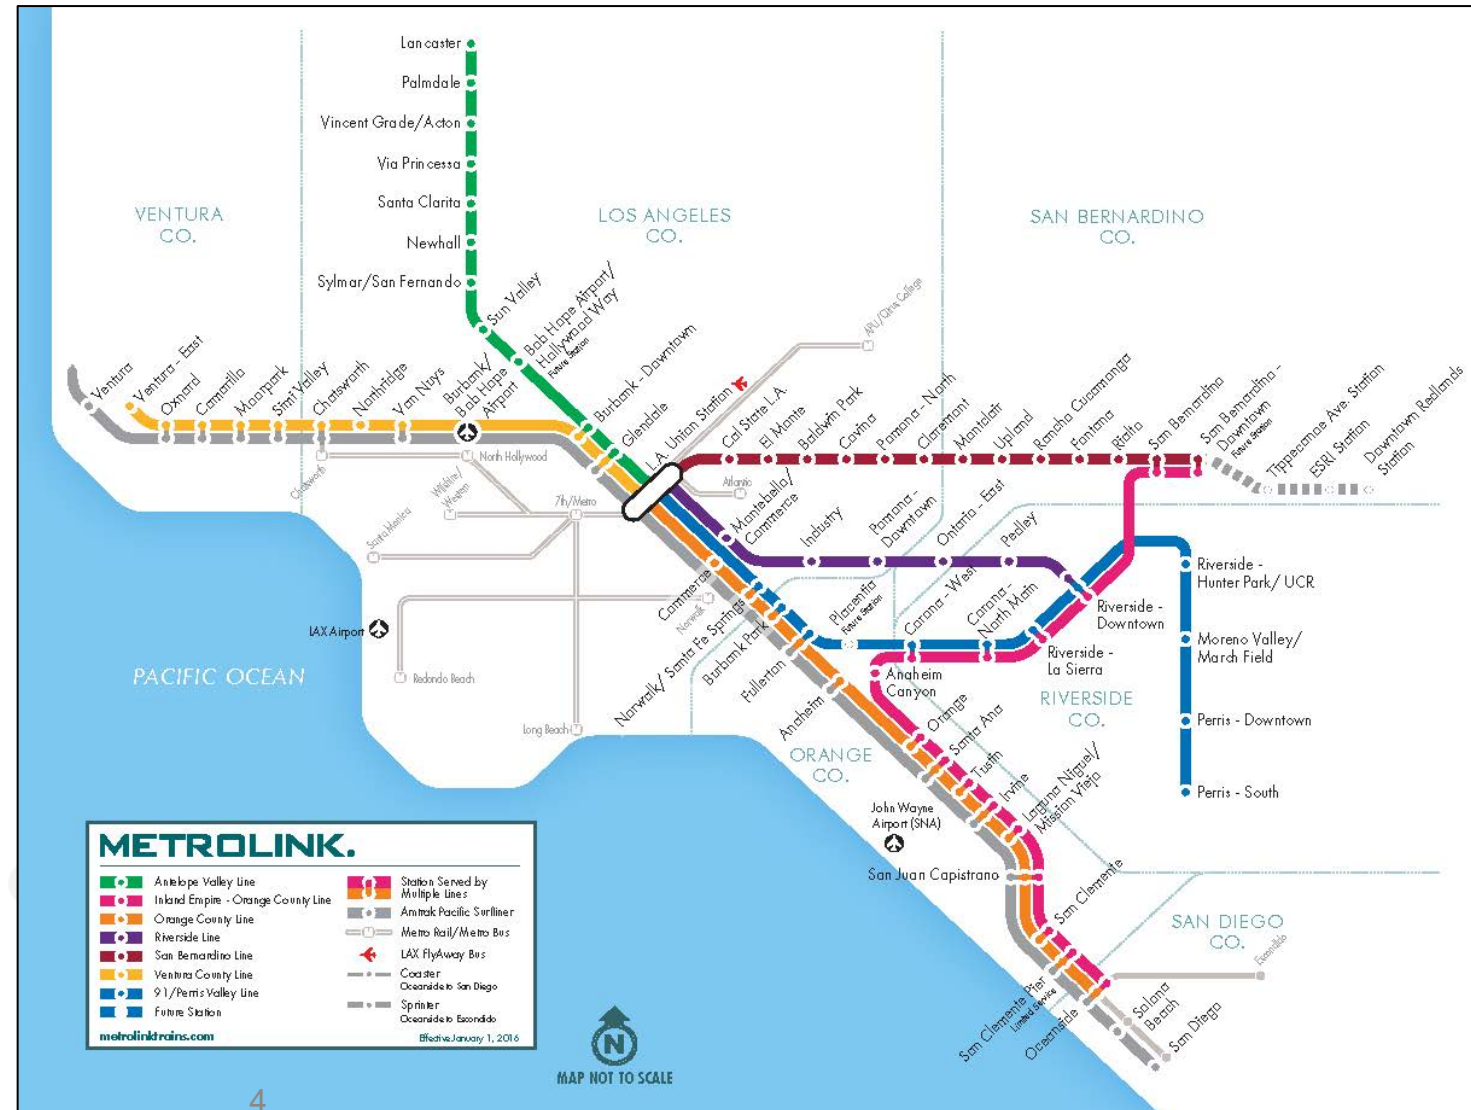 Lancaster
Palmdale
Vincent Grade/Acton
Via Princessa
Santa Clarita
Newhall
Sylmar/San Fernando
VENTURA
CO.
LOS ANGELES
CO.
SAN BERNARDINO
CO.
Sun Valley
Bob Hope Airport/
Hollywood Way
Future Station
Burbank - Downtown
Glendale
L.A. Union Station
APU/Citrus College
Ventura
Ventura - East
Oxnard
Camarillo
Moorpark
Simi Valley
Chatsworth
Northridge
Van Nuys
Burbank/
Bob Hope
Airport
Cal State L.A.
El Monte
Baldwin Park
Covina
Pomona - North
Claremont
Montclair
Upland
Rancho Cucamonga
Fontana
Rialto
San Bernardino
San Bernardino -
Downtown
Future Station
Tippecanoe Ave. Station
ESRI Station
Downtown Redlands
Station
Chatsworth
North Hollywood
Wilshire/
Western
7th/Metro
Santa Monica
Atlantic
Montebello/
Commerce
Industry
Pomona -
Downtown
Ontario - East
Pedley
Riverside -
Hunter Park/ UCR
Commerce
Norwalk
Norwalk/ Santa Fe Springs
Burbank Park
Fullerton
Anaheim
Placentia
Future Station
Corona - West
Corona -
North Main
Riverside -
Downtown
Riverside -
La Sierra
Moreno Valley/
March Field
LAX Airport
PACIFIC OCEAN
Redondo Beach
Long Beach
Anaheim
Canyon
RIVERSIDE
CO.
Perris - Downtown
Perris - South
Orange
Santa Ana
Tustin
Irvine
Laguna Niguel/
Mission Viejo
ORANGE
CO.
John Wayne
Airport (SNA)
San Juan Capistrano
San Clemente
SAN DIEGO
CO.
Escondido
San Clemente Pier
Limited Service
Oceanside
Solana
Beach
San Diego
METROLINK.
Antelope Valley Line
Inland Empire - Orange County Line
Orange County Line
Riverside Line
San Bernardino Line
Ventura County Line
91/Perris Valley Line
Future Station
Station Served by
Multiple Lines
Amtrak Pacific Surfliner
Metro Rail/Metro Bus
LAX FlyAway Bus
Coaster
Oceanside to San Diego
Sprinter
Oceanside to Escondido
metrolinktrains.com
Effective January 1, 2016
N
MAP NOT TO SCALE
4